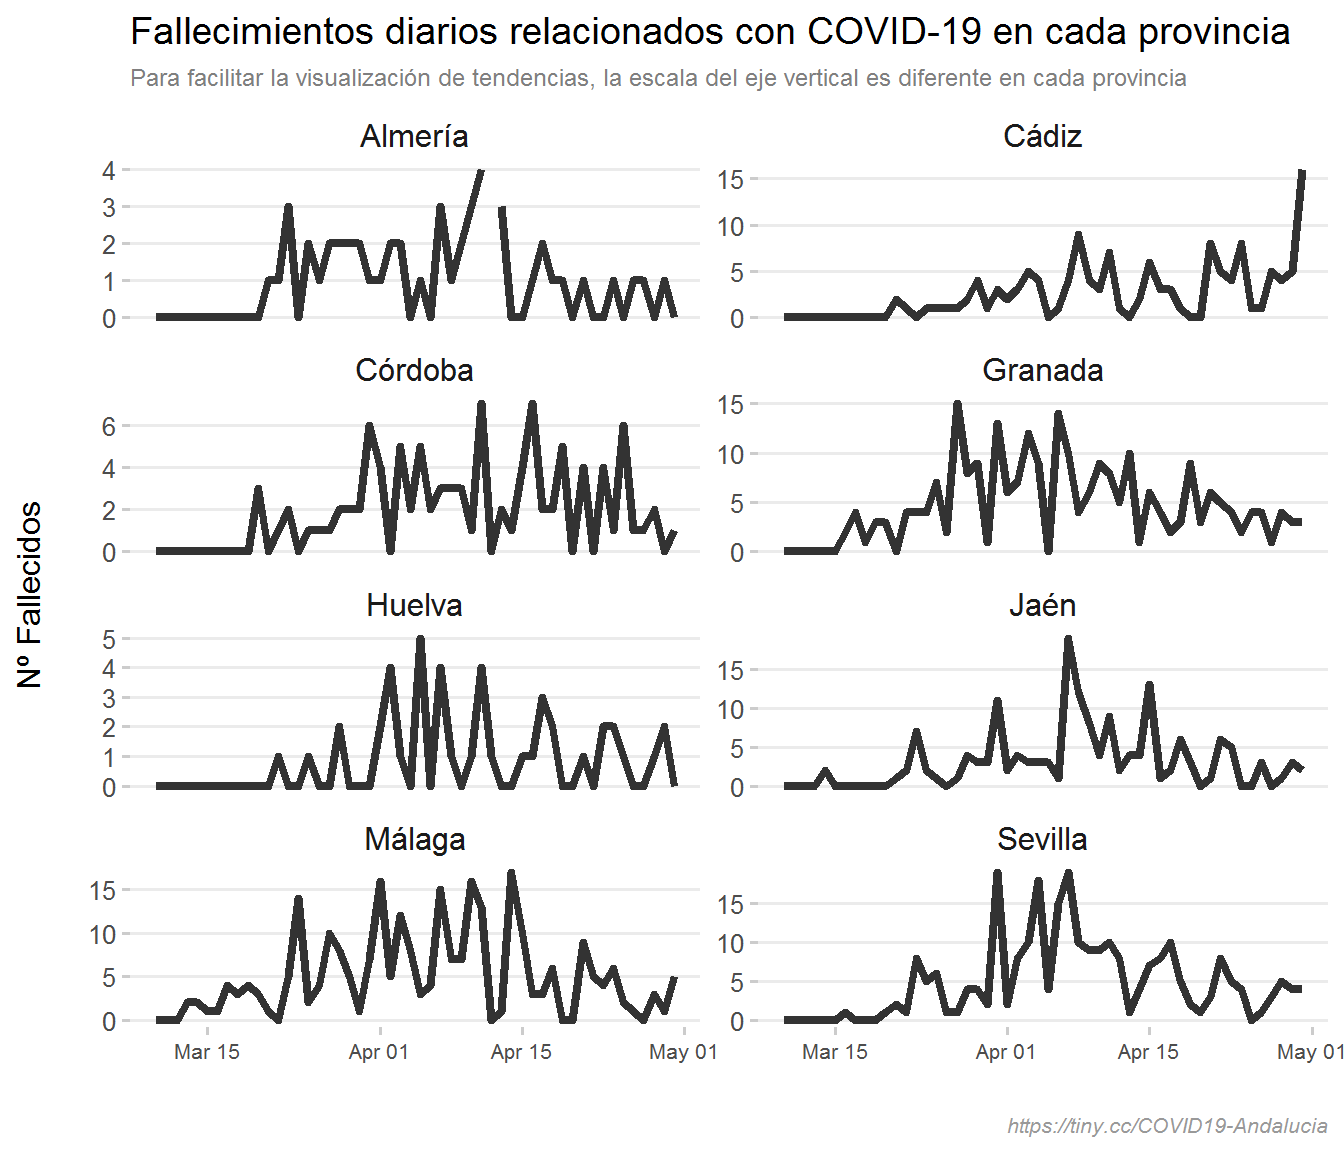 Fallecimientos diarios relacionados con COVID-19 en cada provincia
Para facilitar la visualización de tendencias, la escala del eje vertical es diferente en cada provincia
Nº Fallecidos
Almería
4
3
2
1
0
Cádiz
15
10
5
0
Córdoba
6
4
2
0
Granada
15
10
5
0
Huelva
5
4
3
2
1
0
Jaén
15
10
5
0
Málaga
15
10
5
0
Mar 15 Apr 01 Apr 15 May 01
Sevilla
15
10
5
0
Mar 15 Apr 01 Apr 15 May 01
https://tiny.cc/COVID19-Andalucia